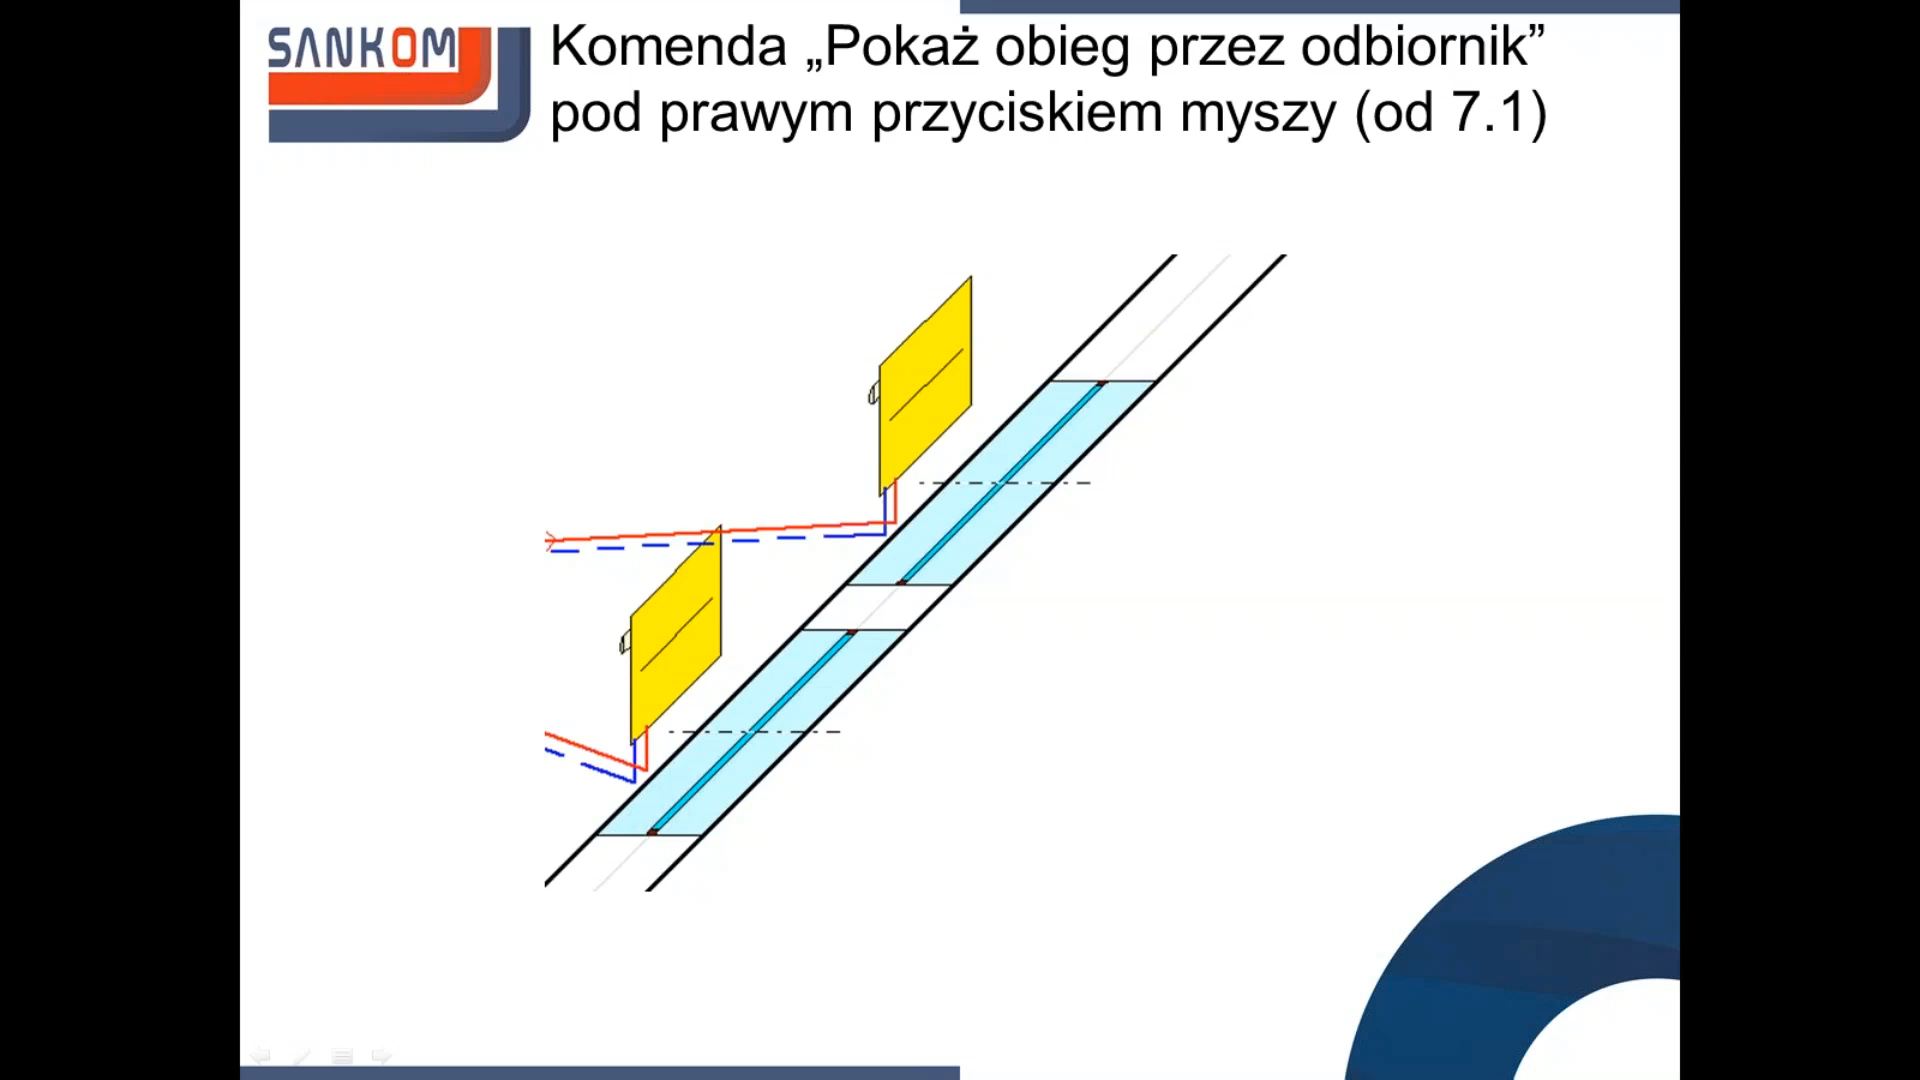 SANKOM
Komenda „Pokaż obieg przez odbiornik”
pod prawym przyciskiem myszy (od 7.1)